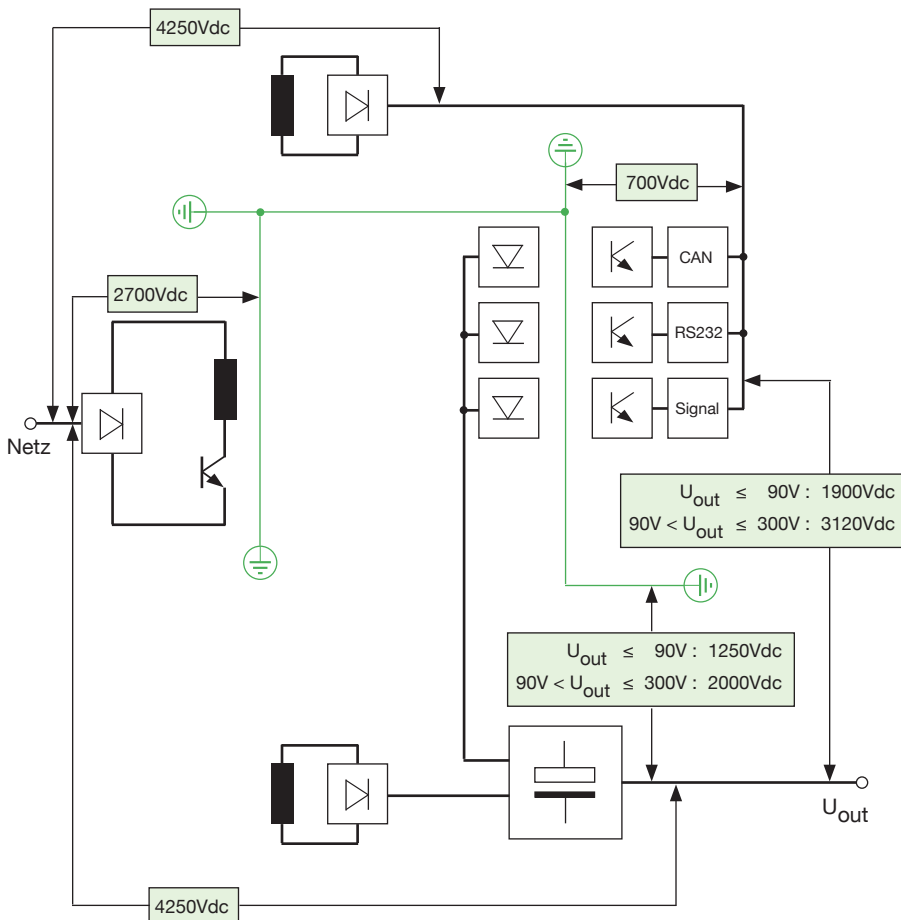 4250Vdc
700Vdc
CAN
2700Vdc
RS232
Signal
Netz
U_out ≤ 90V : 1900Vdc
90V < U_out ≤ 300V : 3120Vdc
U_out ≤ 90V : 1250Vdc
90V < U_out ≤ 300V : 2000Vdc
U_out
4250Vdc